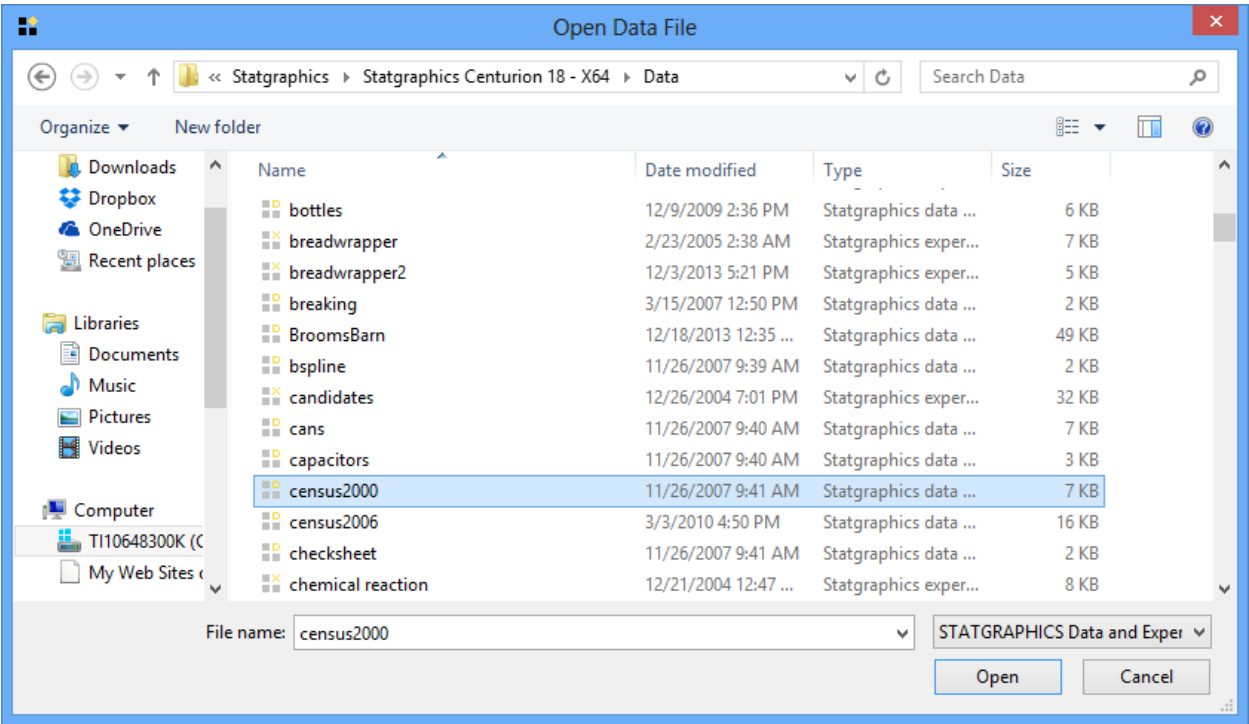 Open Data File
« Statgraphics Statgraphics Centurion 18 - X64 Data Search Data
Organize New folder
Name Date modified Type Size
Downloads
Dropbox
OneDrive
Recent places
Libraries
Documents
Music
Pictures
Videos
Computer
TI10648300K (C
My Web Sites
bottles 12/9/2009 2:36 PM Statgraphics data ... 6 KB
breadwrapper 2/23/2005 2:38 AM Statgraphics exper... 7 KB
breadwrapper2 12/3/2013 5:21 PM Statgraphics exper... 5 KB
breaking 3/15/2007 12:50 PM Statgraphics data ... 2 KB
BroomsBarn 12/18/2013 12:35 ... Statgraphics data ... 49 KB
bspline 11/26/2007 9:39 AM Statgraphics data ... 2 KB
candidates 12/26/2004 7:01 PM Statgraphics exper... 32 KB
cans 11/26/2007 9:40 AM Statgraphics data ... 7 KB
capacitors 11/26/2007 9:40 AM Statgraphics data ... 3 KB
census2000 11/26/2007 9:41 AM Statgraphics data ... 7 KB
census2006 3/3/2010 4:50 PM Statgraphics data ... 16 KB
checksheet 11/26/2007 9:41 AM Statgraphics data ... 2 KB
chemical reaction 12/21/2004 12:47 ... Statgraphics exper... 8 KB
File name: census2000 STATGRAPHICS Data and Exper
Open Cancel